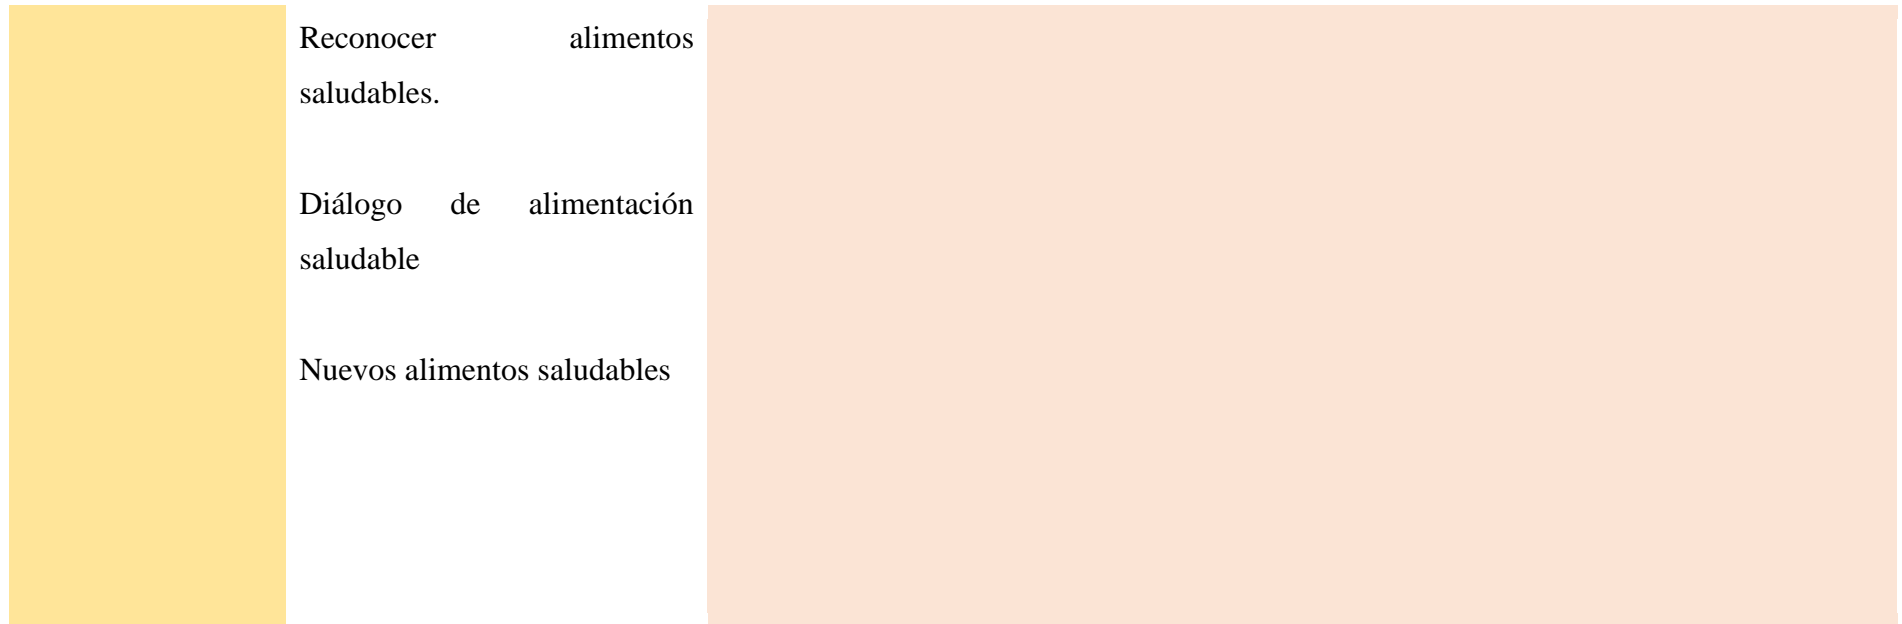 Reconocer alimentos
saludables.
Diálogo de alimentación
saludable
Nuevos alimentos saludables